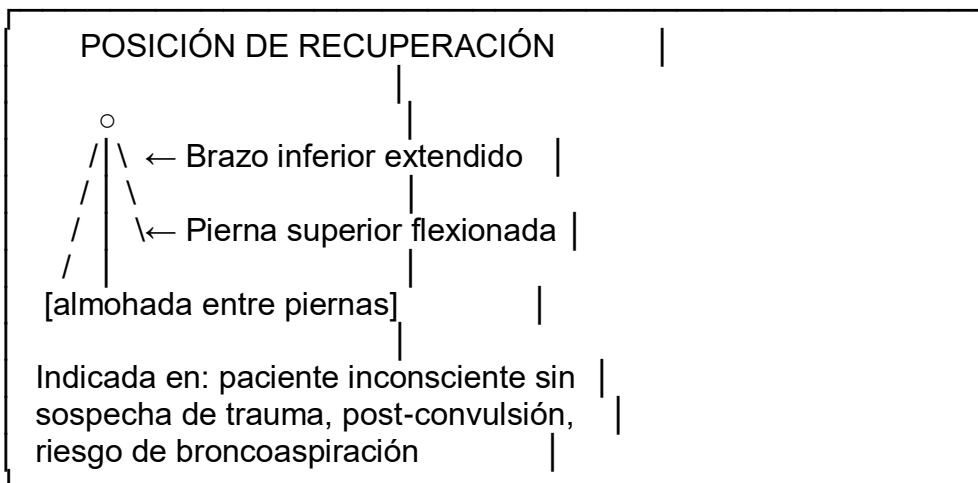 POSICIÓN DE RECUPERACIÓN
← Brazo inferior extendido
← Pierna superior flexionada
[almohada entre piernas]
Indicada en: paciente inconsciente sin
sospecha de trauma, post-convulsión,
riesgo de broncoaspiración